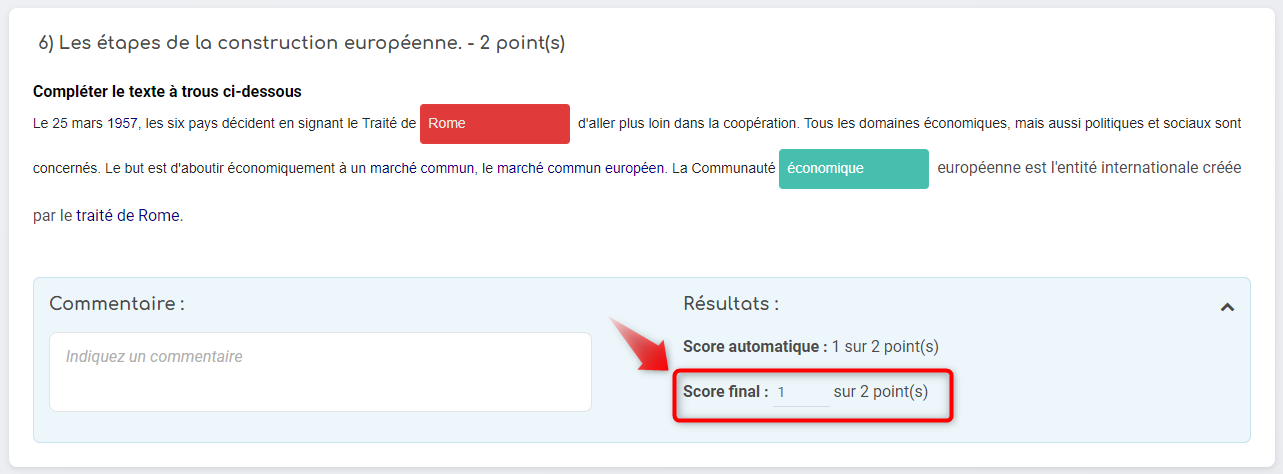 6) Les étapes de la construction européenne. - 2 point(s)
Compléter le texte à trous ci-dessous
Le 25 mars 1957, les six pays décident en signant le Traité de Rome d'aller plus loin dans la coopération. Tous les domaines économiques, mais aussi politiques et sociaux sont
concernés. Le but est d'aboutir économiquement à un marché commun, le marché commun européen. La Communauté économique européenne est l'entité internationale créée
par le traité de Rome.
Commentaire :
Indiquez un commentaire
Résultats :
Score automatique : 1 sur 2 point(s)
Score final : 1 sur 2 point(s)